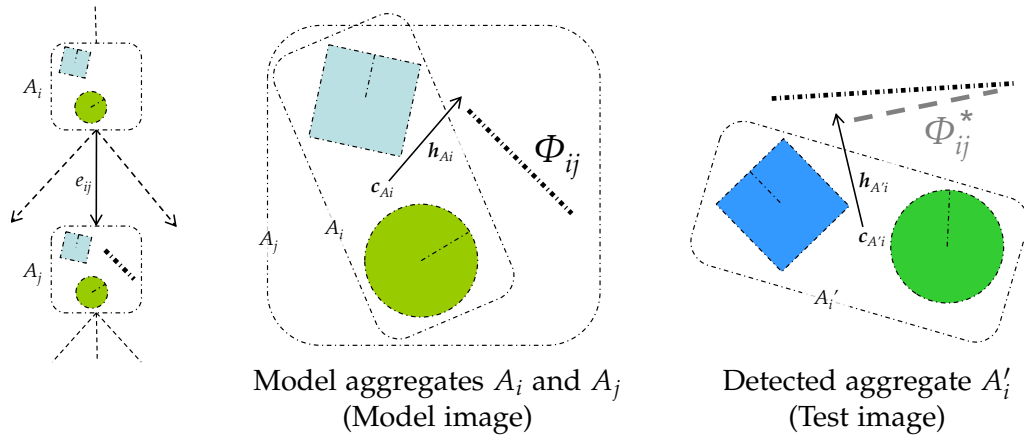 A_i
e_ij
A_j
h_Ai
c_Ai
Φ_ij
A_i
A_j
Φ*_ij
h_A'i
c_A'i
A_i'
Model aggregates A_i and A_j
(Model image)
Detected aggregate A'_i
(Test image)